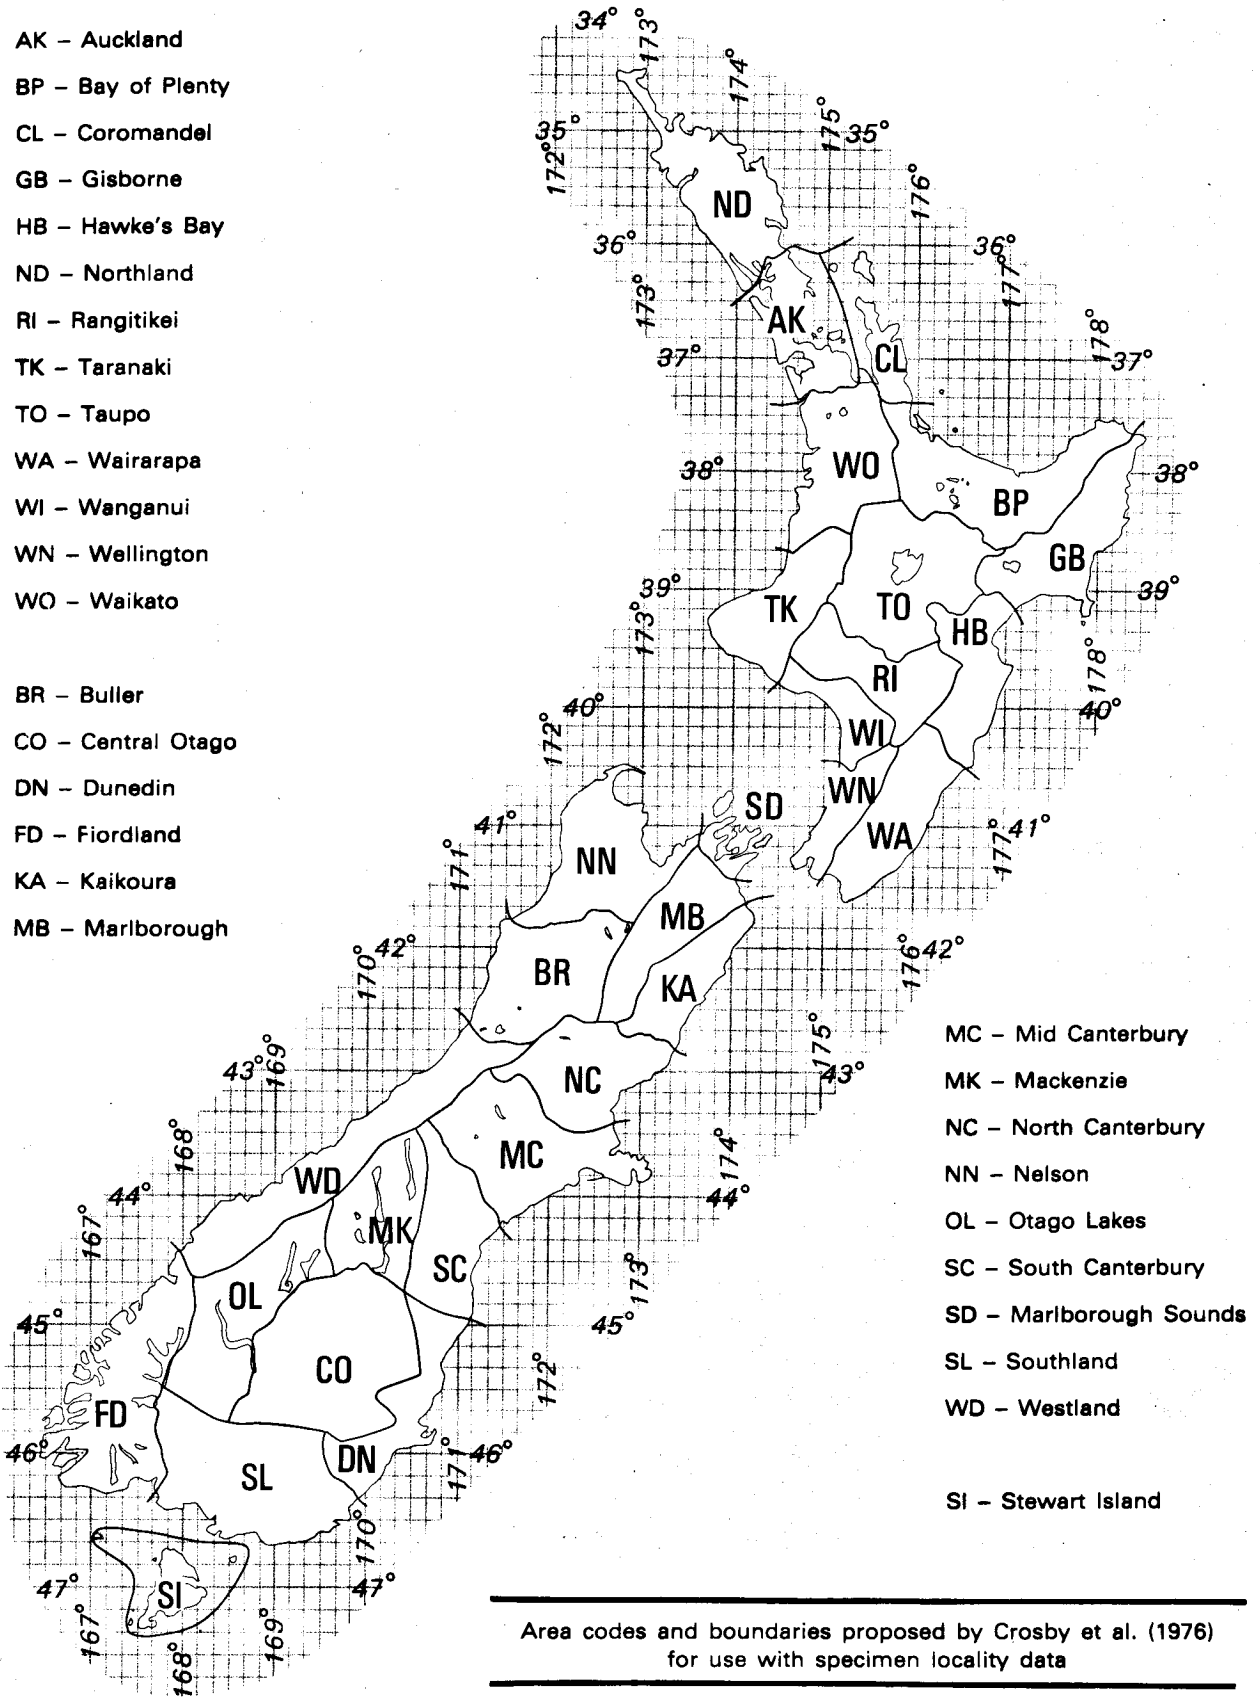 AK – Auckland
BP – Bay of Plenty
CL – Coromandel
GB – Gisborne
HB – Hawke's Bay
ND – Northland
RI – Rangitikei
TK – Taranaki
TO – Taupo
WA – Wairarapa
WI – Wanganui
WN – Wellington
WO – Waikato
BR – Buller
CO – Central Otago
DN – Dunedin
FD – Fiordland
KA – Kaikoura
MB – Marlborough
34°
173°
174°
35°
172°
175°
35°
176°
ND
36°
36°
177°
173°
AK
178°
37°
CL
37°
38°
WO
38°
BP
GB
39°
39°
TK
TO
173°
HB
178°
RI
40°
40°
172°
WI
WN
SD
41°
WA
177°
41°
171°
NN
MB
42°
170°
176°
42°
BR
KA
175°
43°
169°
NC
43°
168°
MC
174°
44°
WD
44°
167°
MK
SC
173°
OL
45°
45°
CO
172°
FD
46°
DN
171°
46°
SL
170°
47°
SI
47°
167°
168°
169°
MC – Mid Canterbury
MK – Mackenzie
NC – North Canterbury
NN – Nelson
OL – Otago Lakes
SC – South Canterbury
SD – Marlborough Sounds
SL – Southland
WD – Westland
SI – Stewart Island
Area codes and boundaries proposed by Crosby et al. (1976)
for use with specimen locality data